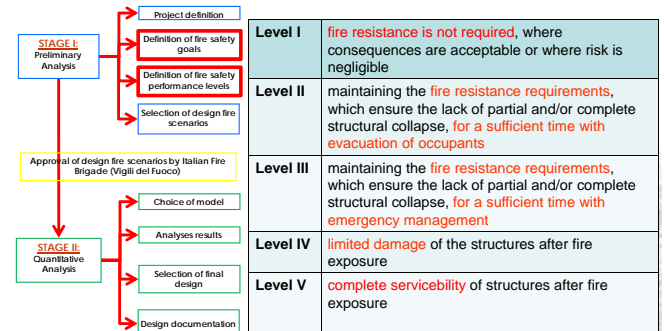 Project definition
STAGE I:
Preliminary
Analysis
Definition of fire safety
goals
Definition of fire safety
performance levels
Selection of design fire
scenarios
Approval of design fire scenarios by Italian Fire
Brigade (Vigili del Fuoco)
Choice of model
STAGE II:
Quantitative
Analysis
Analyses results
Selection of final
design
Design documentation
Level I
fire resistance is not required, where
consequences are acceptable or where risk is
negligible
Level II
maintaining the fire resistance requirements,
which ensure the lack of partial and/or complete
structural collapse, for a sufficient time with
evacuation of occupants
Level III
maintaining the fire resistance requirements,
which ensure the lack of partial and/or complete
structural collapse, for a sufficient time with
emergency management
Level IV
limited damage of the structures after fire
exposure
Level V
complete servicebility of structures after fire
exposure